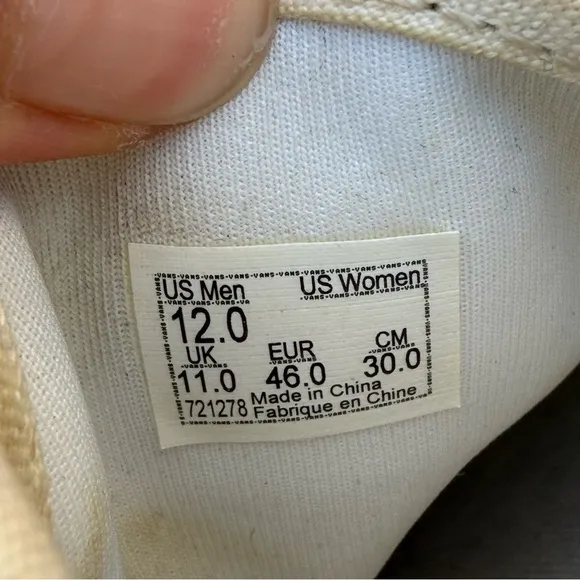 US Men US Women
12.0
UK EUR CM
11.0 46.0 30.0
721278 Made in China
Fabrique en Chine